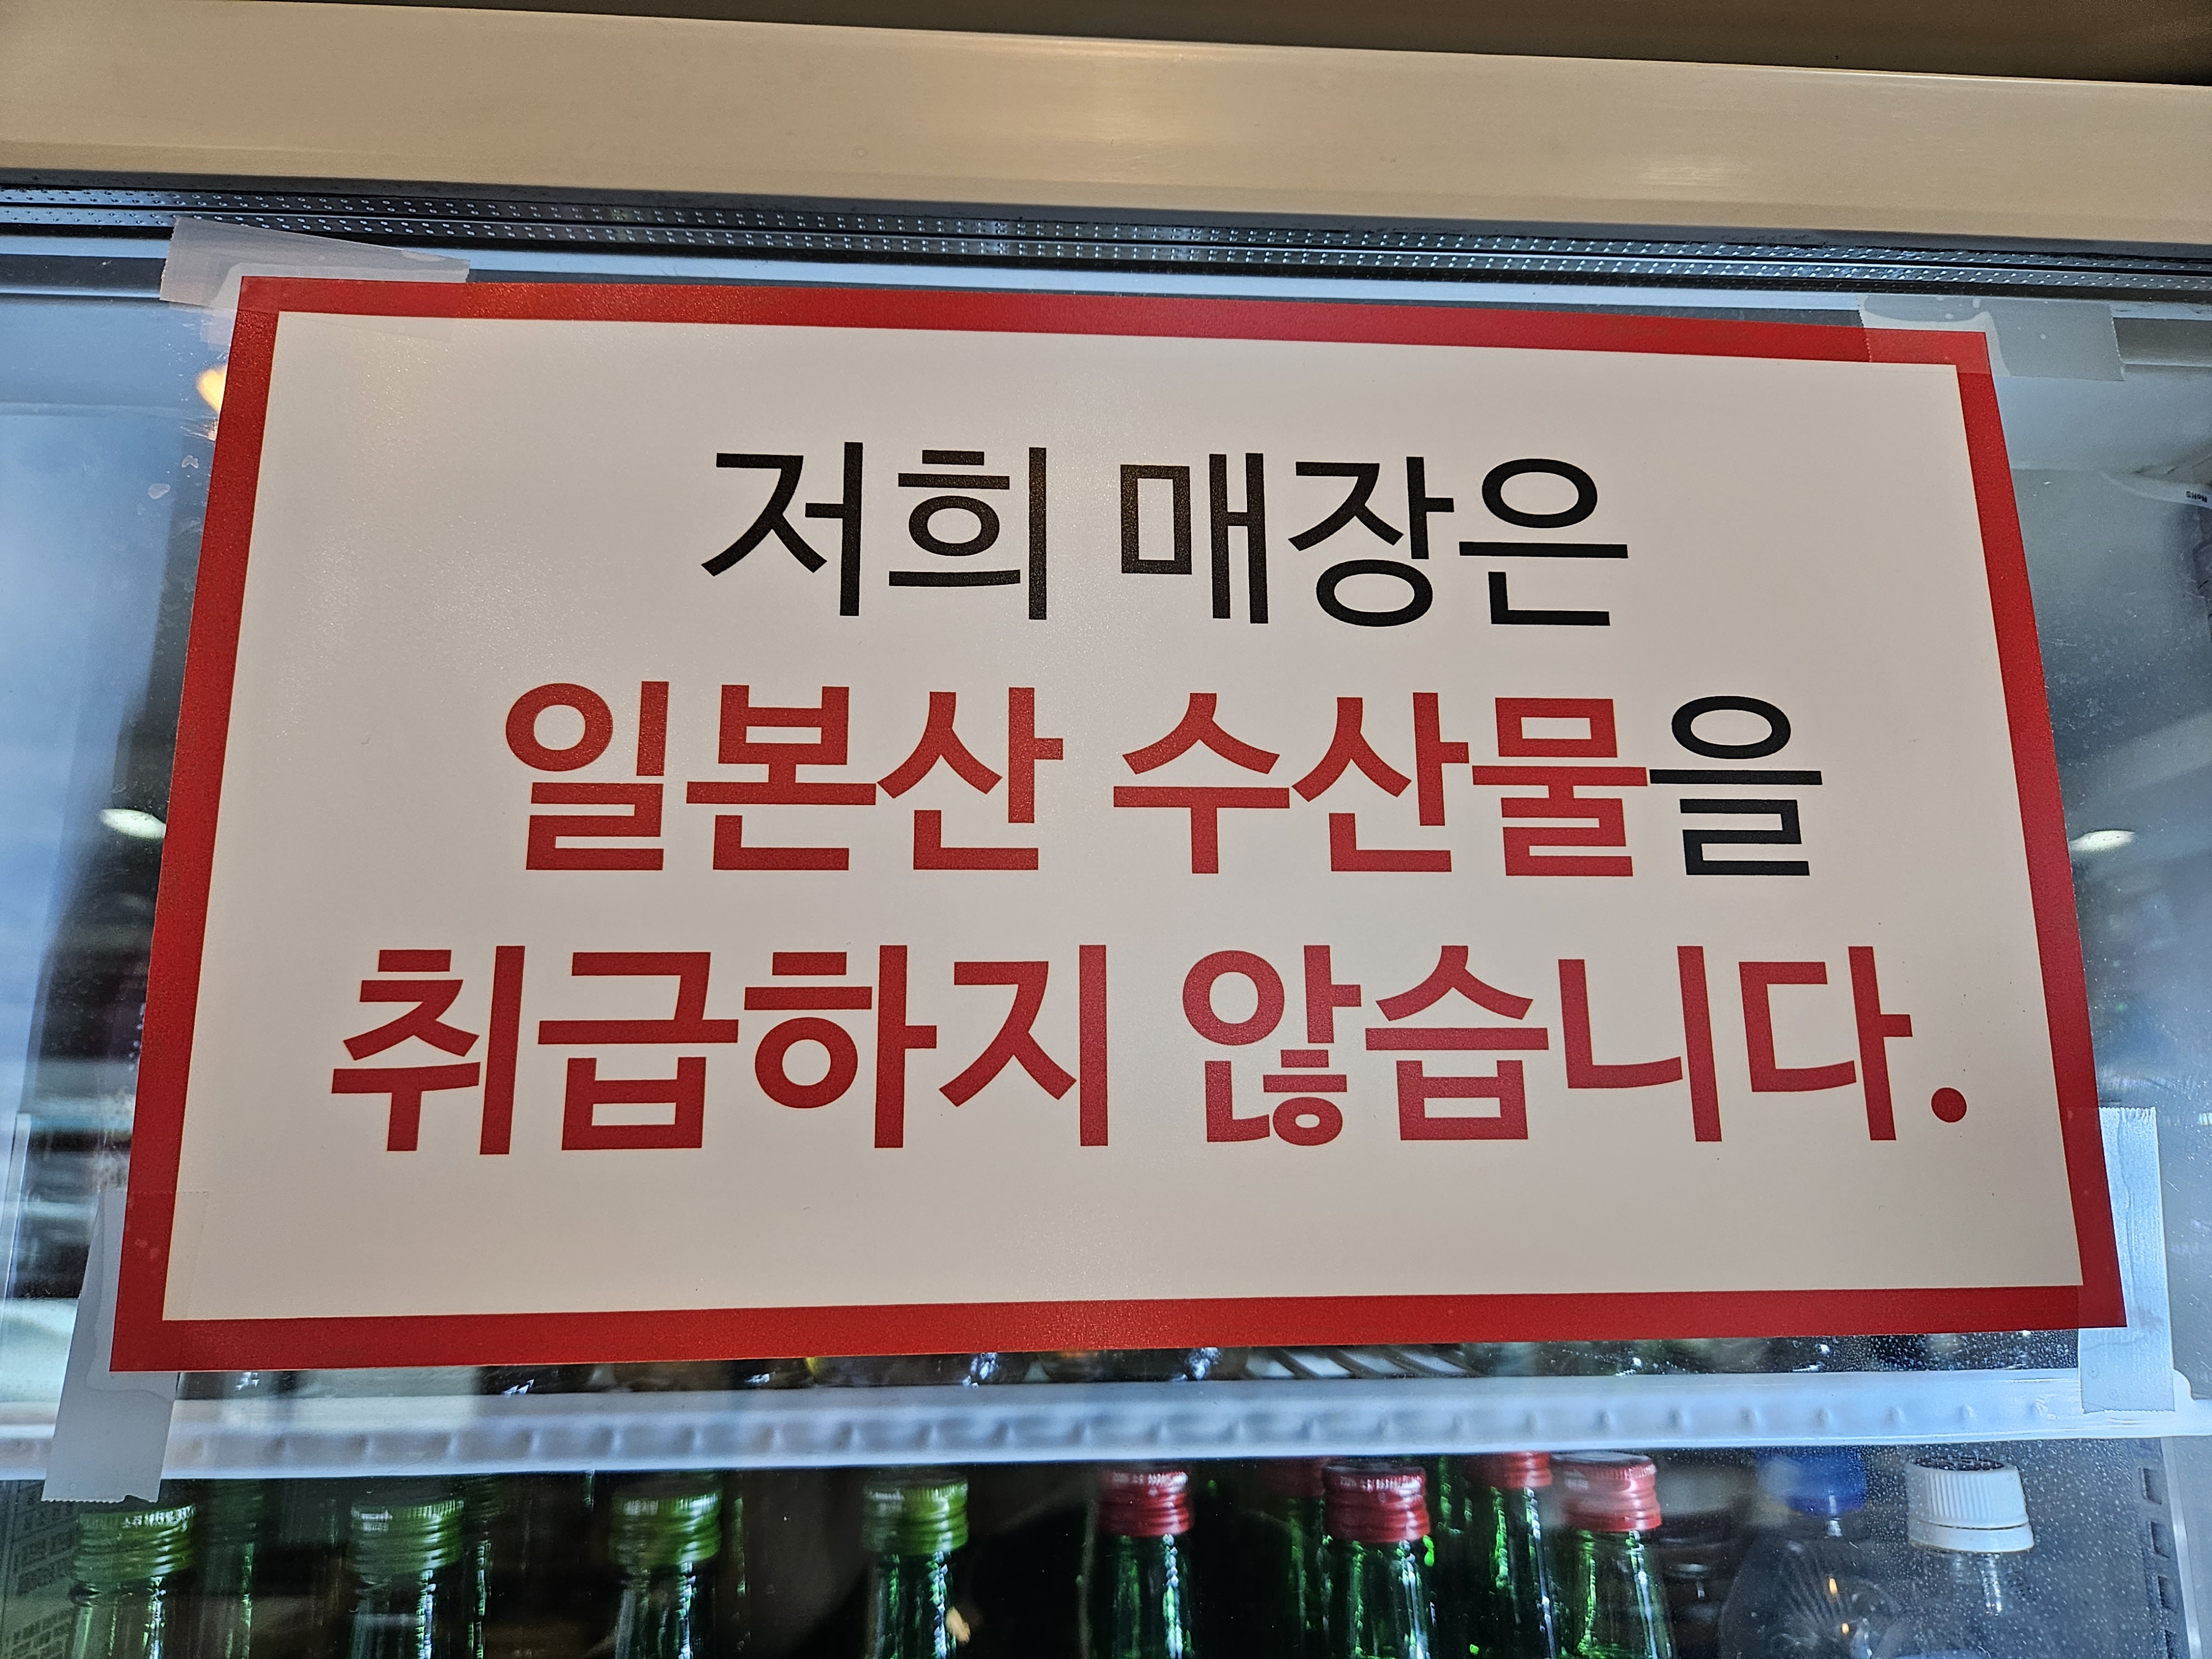 저희 매장은
일본산 수산물을
취급하지 않습니다.